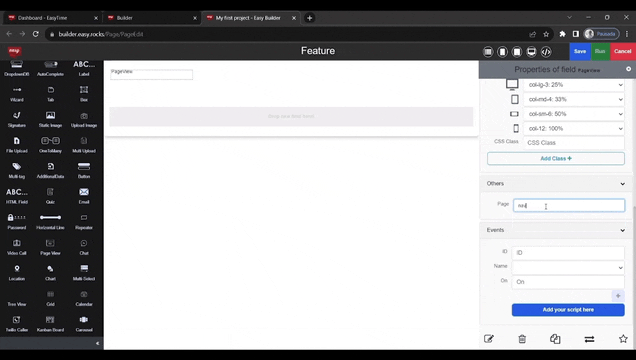 Dashboard - EasyTime
Builder
My first project - Easy Builder
builder.easy.rocks/Page/PageEdit
Pausada
easy
Feature
Save
Run
Cancel
DropdownDB
AutoComplete
Label
Wizard
Tab
Box
Signature
Static Image
Upload Image
File Upload
OneToMany
Multi Upload
Multi-tag
AdditionalData
Button
ABC...
HTML Field
Quiz
Email
Password
Horizontal Line
Repeater
Video Call
Page View
Chat
Location
Chart
Multi-Select
Tree View
Grid
Calendar
Twillio Caller
Kanban Board
Carousel
PageView
Drop new field here!
Properties of field PageView
col-lg-3: 25%
col-md-4: 33%
col-sm-6: 50%
col-12: 100%
CSS Class
CSS Class
Add Class +
Others
Page
nav
Events
ID
ID
Name
On
On
+
Add your script here